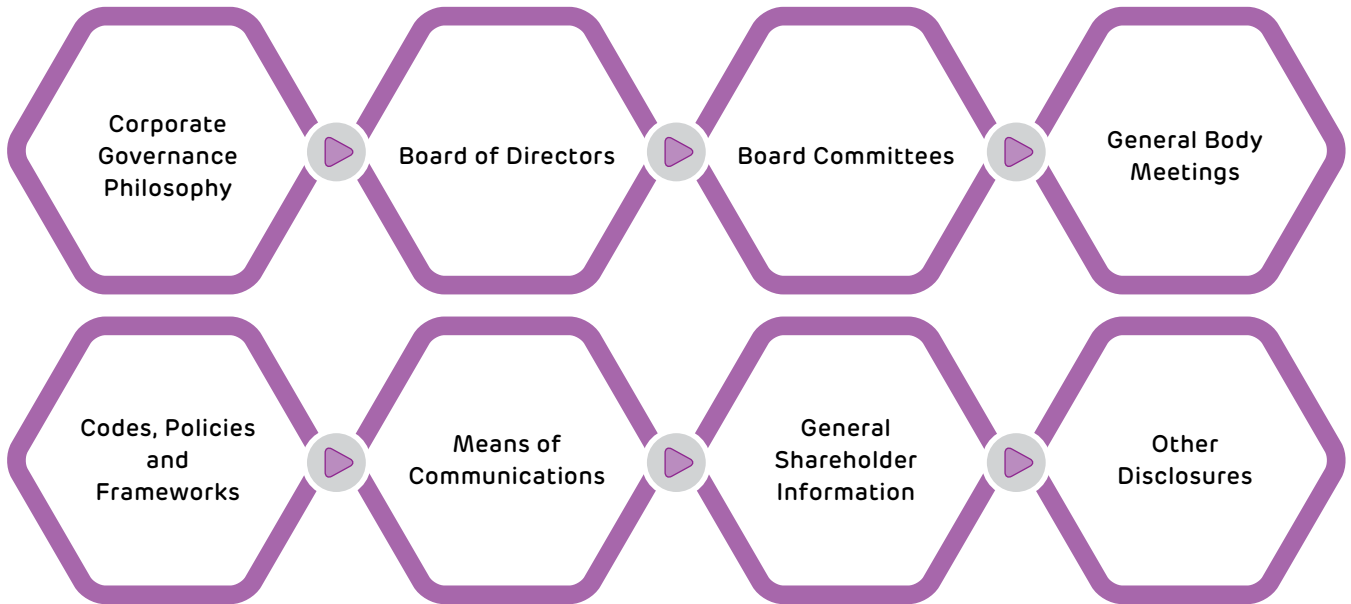 Corporate
Governance
Philosophy
Board of Directors
Board Committees
General Body
Meetings
Codes, Policies
and
Frameworks
Means of
Communications
General
Shareholder
Information
Other
Disclosures